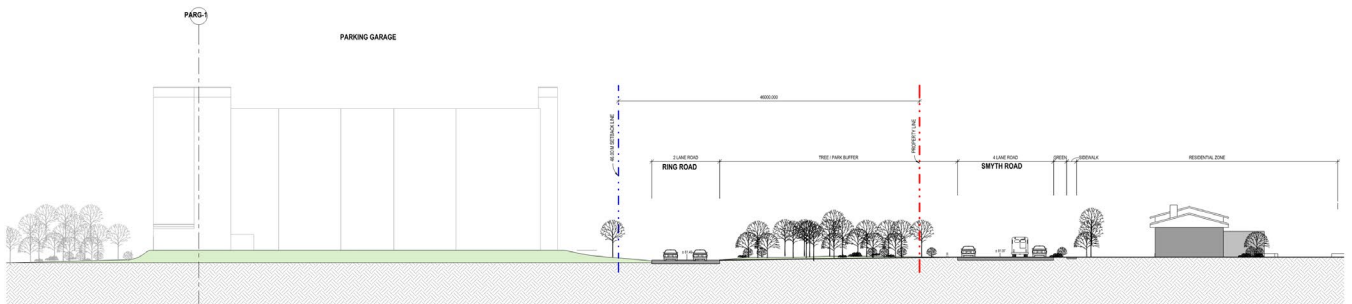 PARG-1
PARKING GARAGE
46000.000
46.0M SETBACK LINE
PROPERTY LINE
2 LANE ROAD
TREE / PARK BUFFER
4 LANE ROAD
GREEN
SIDEWALK
RESIDENTIAL ZONE
RING ROAD
SMYTH ROAD